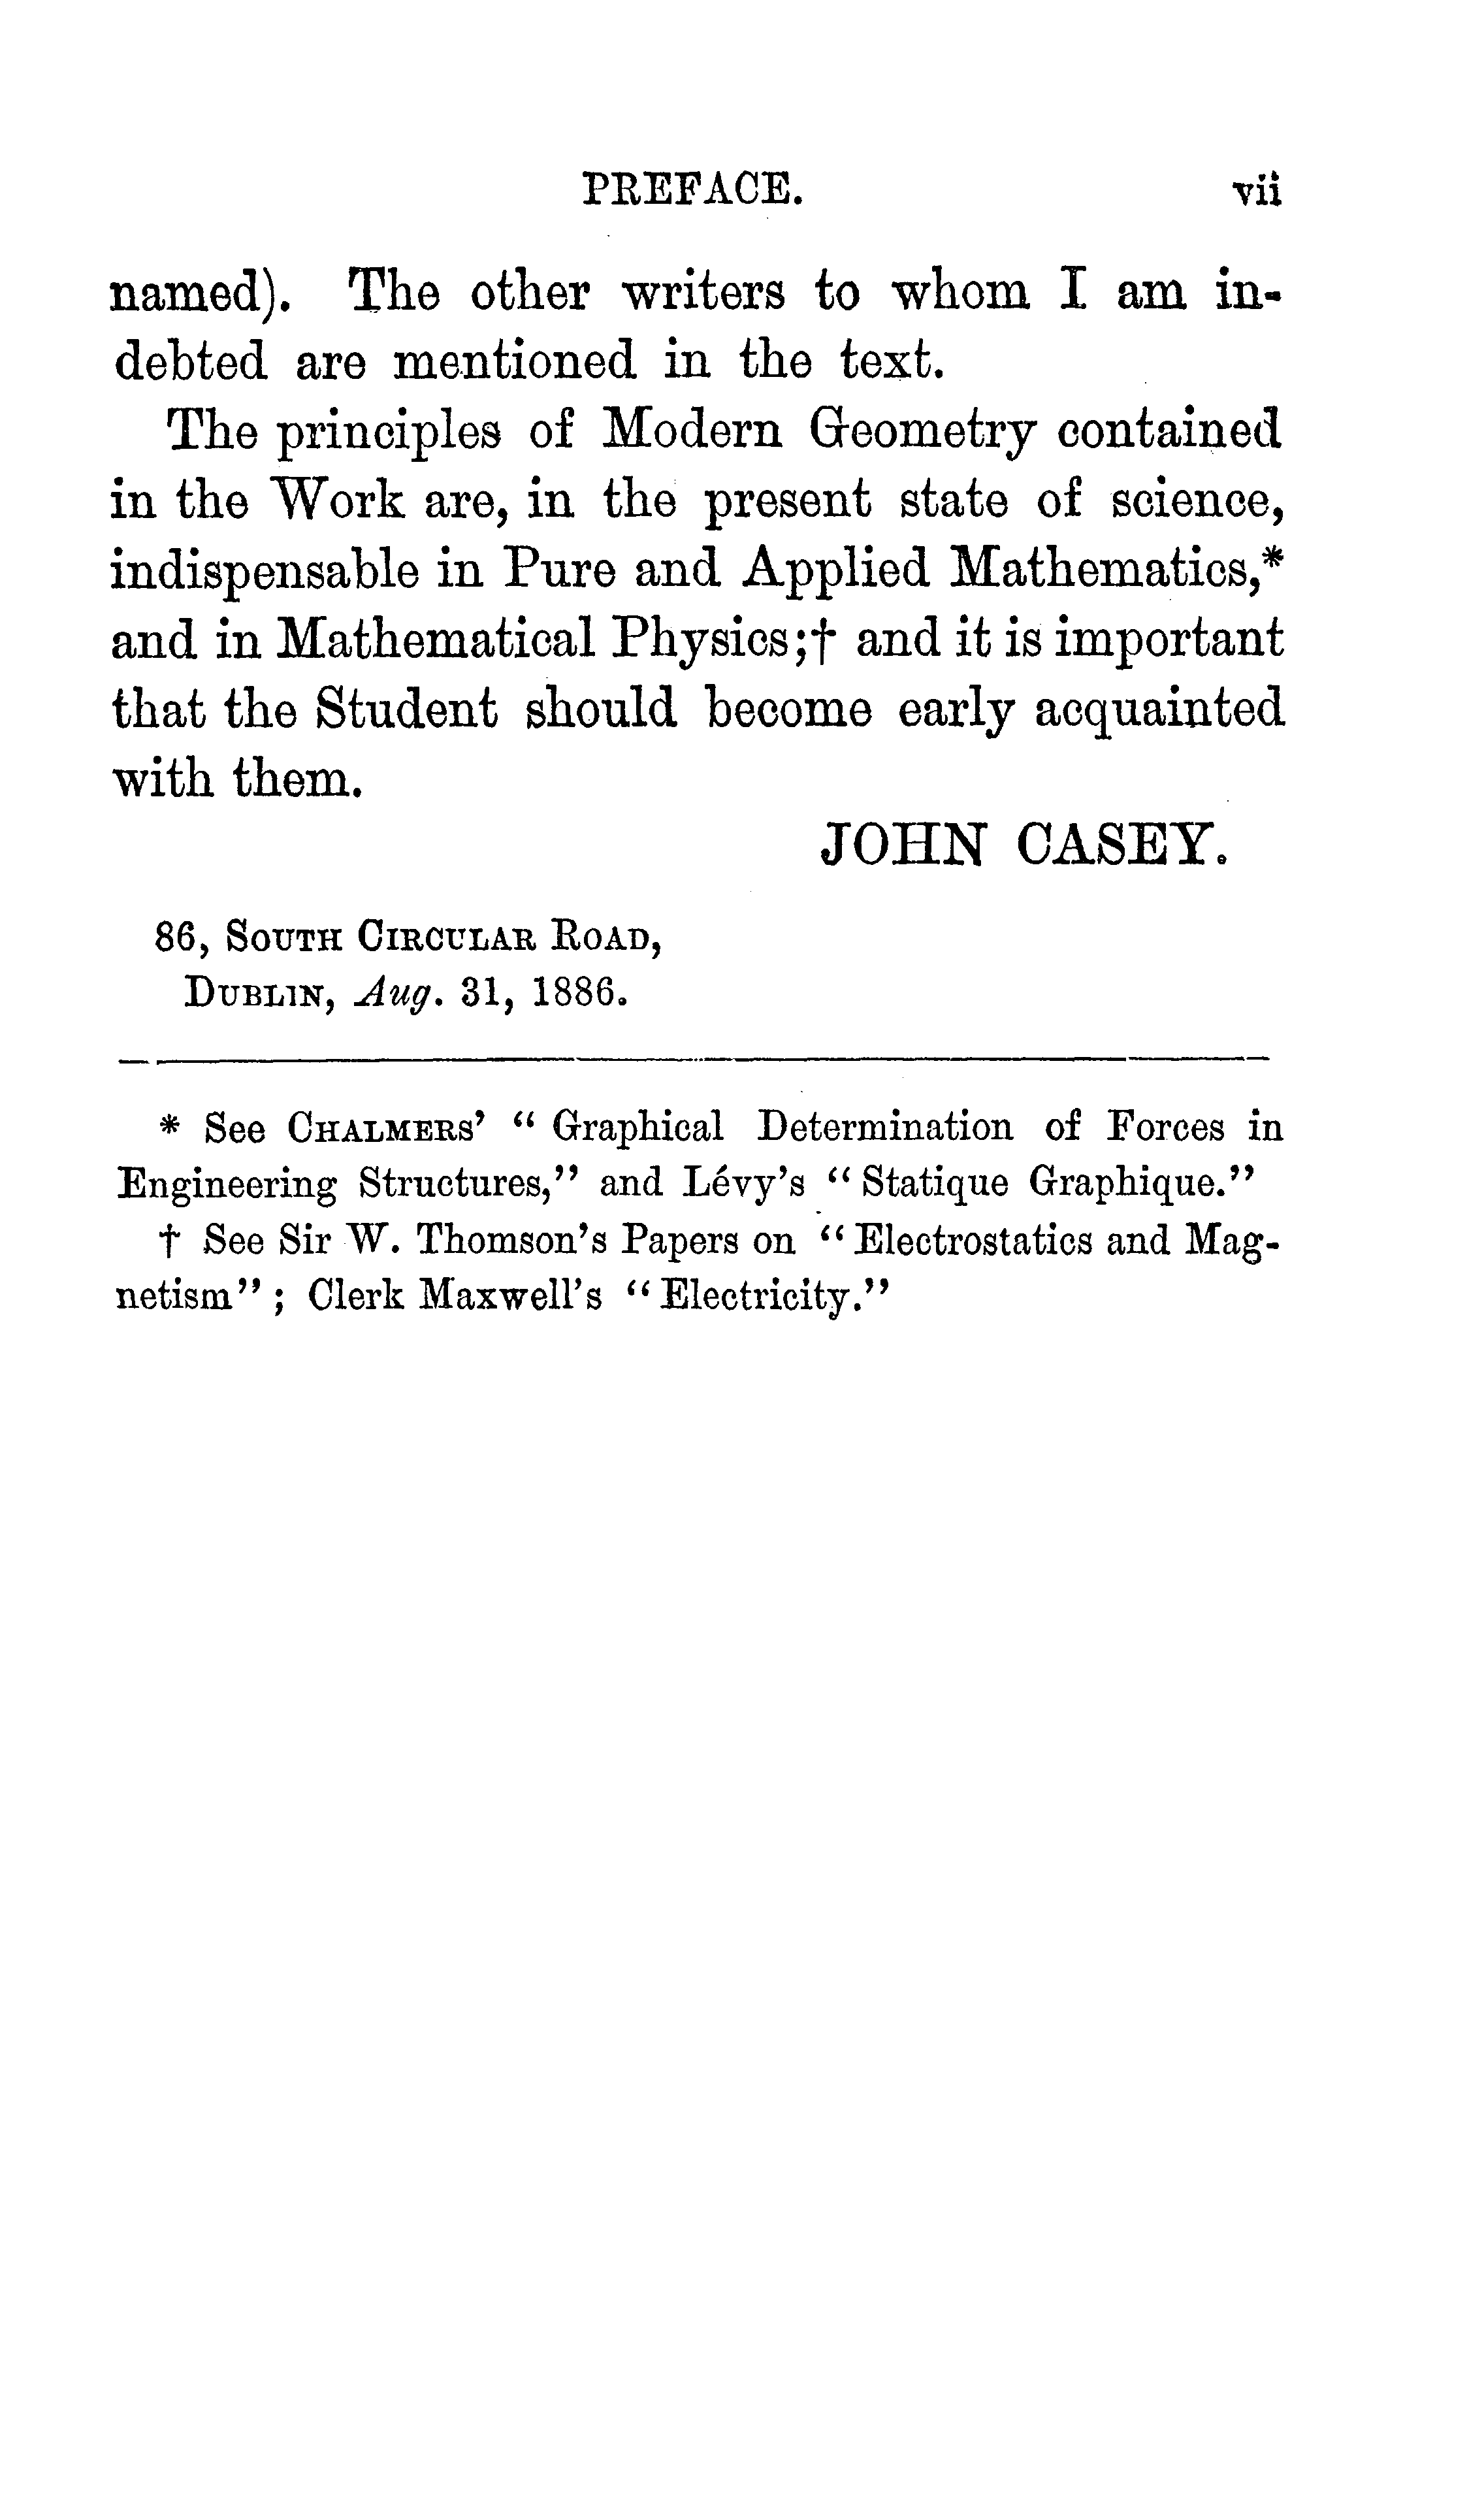 PREFACE. vii
named). The other writers to whom I am in-
debted are mentioned in the text.
The principles of Modern Geometry contained
in the Work are, in the present state of science,
indispensable in Pure and Applied Mathematics,*
and in Mathematical Physics;† and it is important
that the Student should become early acquainted
with them.
JOHN CASEY.
86, SOUTH CIRCULAR ROAD,
DUBLIN, Aug. 31, 1886.
* See CHALMERS' “ Graphical Determination of Forces in
Engineering Structures,” and Lévy's “ Statique Graphique.”
† See Sir W. Thomson's Papers on “ Electrostatics and Mag-
netism” ; Clerk Maxwell's “ Electricity.”